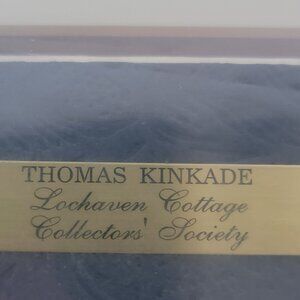 THOMAS KINKADE
Lochaven Cottage
Collectors' Society